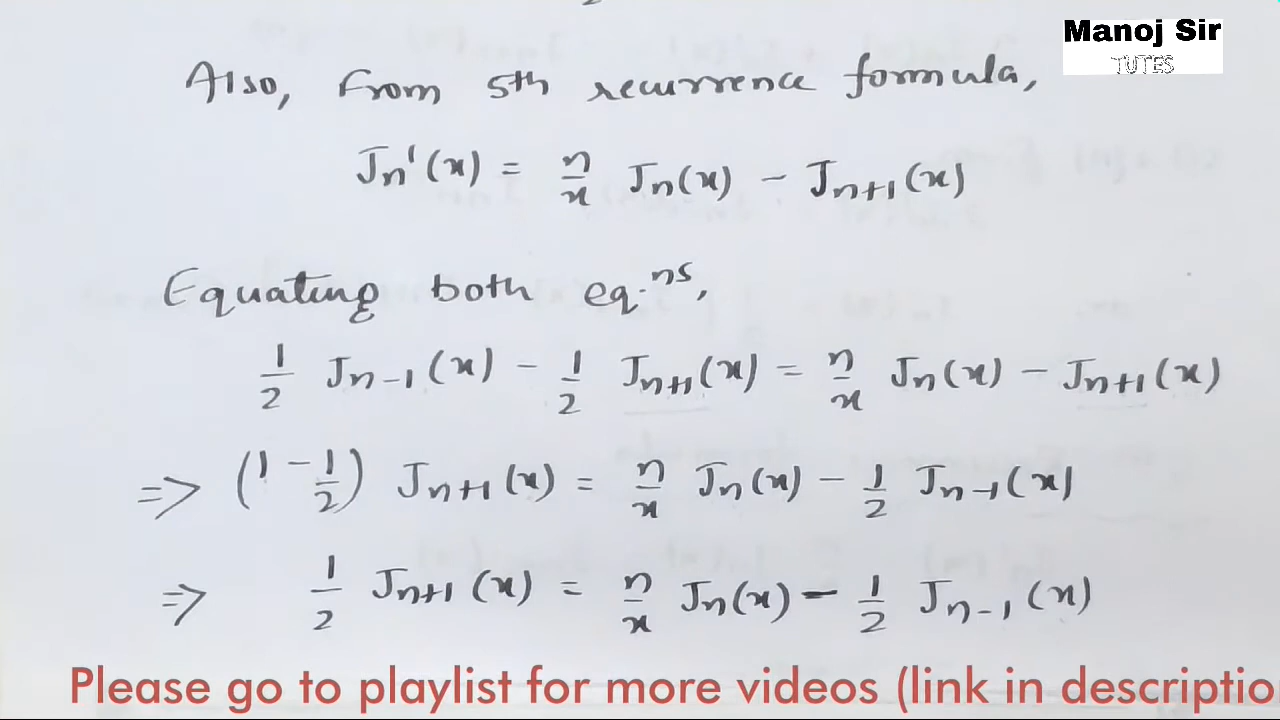 Manoj Sir
TUTES
Also, From 5th recurrence formula,
Jn'(x) = n/x Jn(x) - Jn+1(x)
Equating both eq.ns,
1/2 Jn-1(x) - 1/2 Jn+1(x) = n/x Jn(x) - Jn+1(x)
=> (1 - 1/2) Jn+1(x) = n/x Jn(x) - 1/2 Jn-1(x)
=> 1/2 Jn+1(x) = n/x Jn(x) - 1/2 Jn-1(x)
Please go to playlist for more videos (link in descriptio